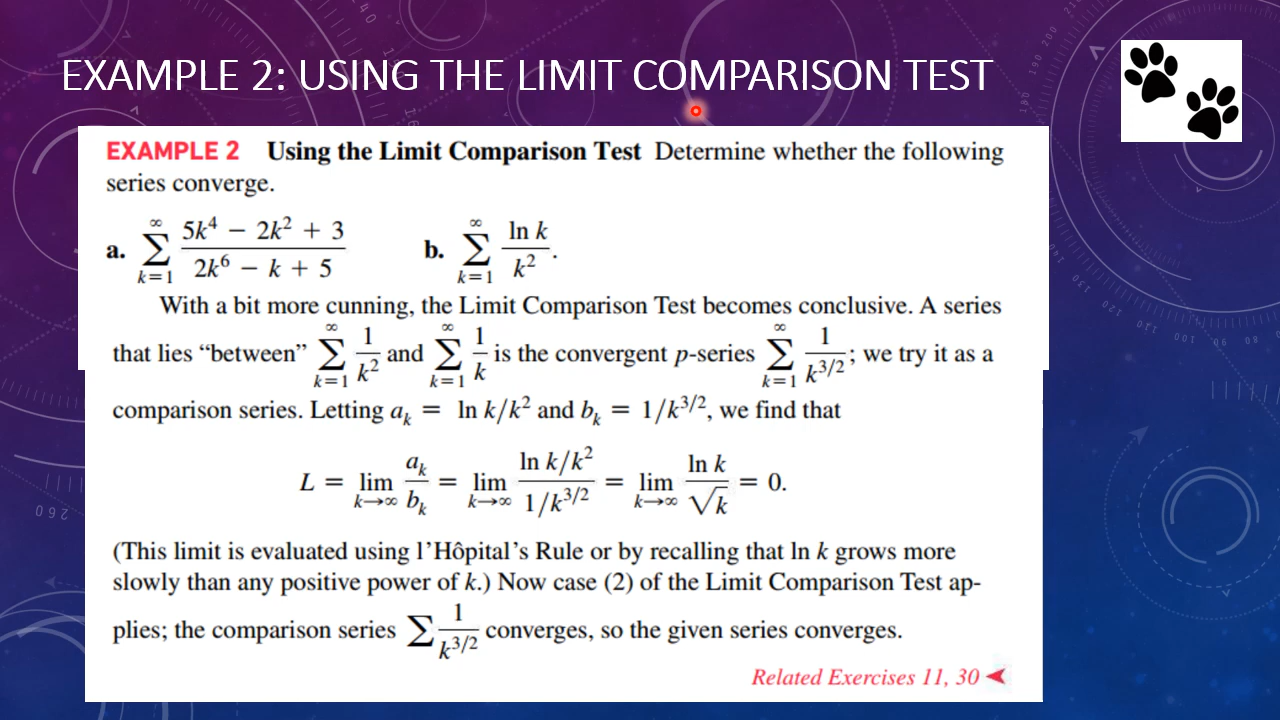 EXAMPLE 2: USING THE LIMIT COMPARISON TEST
EXAMPLE 2 Using the Limit Comparison Test Determine whether the following
series converge.
a. ∑_{k=1}^{∞} (5k⁴ − 2k² + 3)/(2k⁶ − k + 5) b. ∑_{k=1}^{∞} (ln k)/k².
With a bit more cunning, the Limit Comparison Test becomes conclusive. A series
that lies “between” ∑_{k=1}^{∞} 1/k² and ∑_{k=1}^{∞} 1/k is the convergent p-series ∑_{k=1}^{∞} 1/k^{3/2}; we try it as a
comparison series. Letting a_k = ln k/k² and b_k = 1/k^{3/2}, we find that
L = lim_{k→∞} a_k/b_k = lim_{k→∞} (ln k/k²)/(1/k^{3/2}) = lim_{k→∞} (ln k)/√k = 0.
(This limit is evaluated using l’Hôpital’s Rule or by recalling that ln k grows more
slowly than any positive power of k.) Now case (2) of the Limit Comparison Test ap-
plies; the comparison series ∑ 1/k^{3/2} converges, so the given series converges.
Related Exercises 11, 30
260